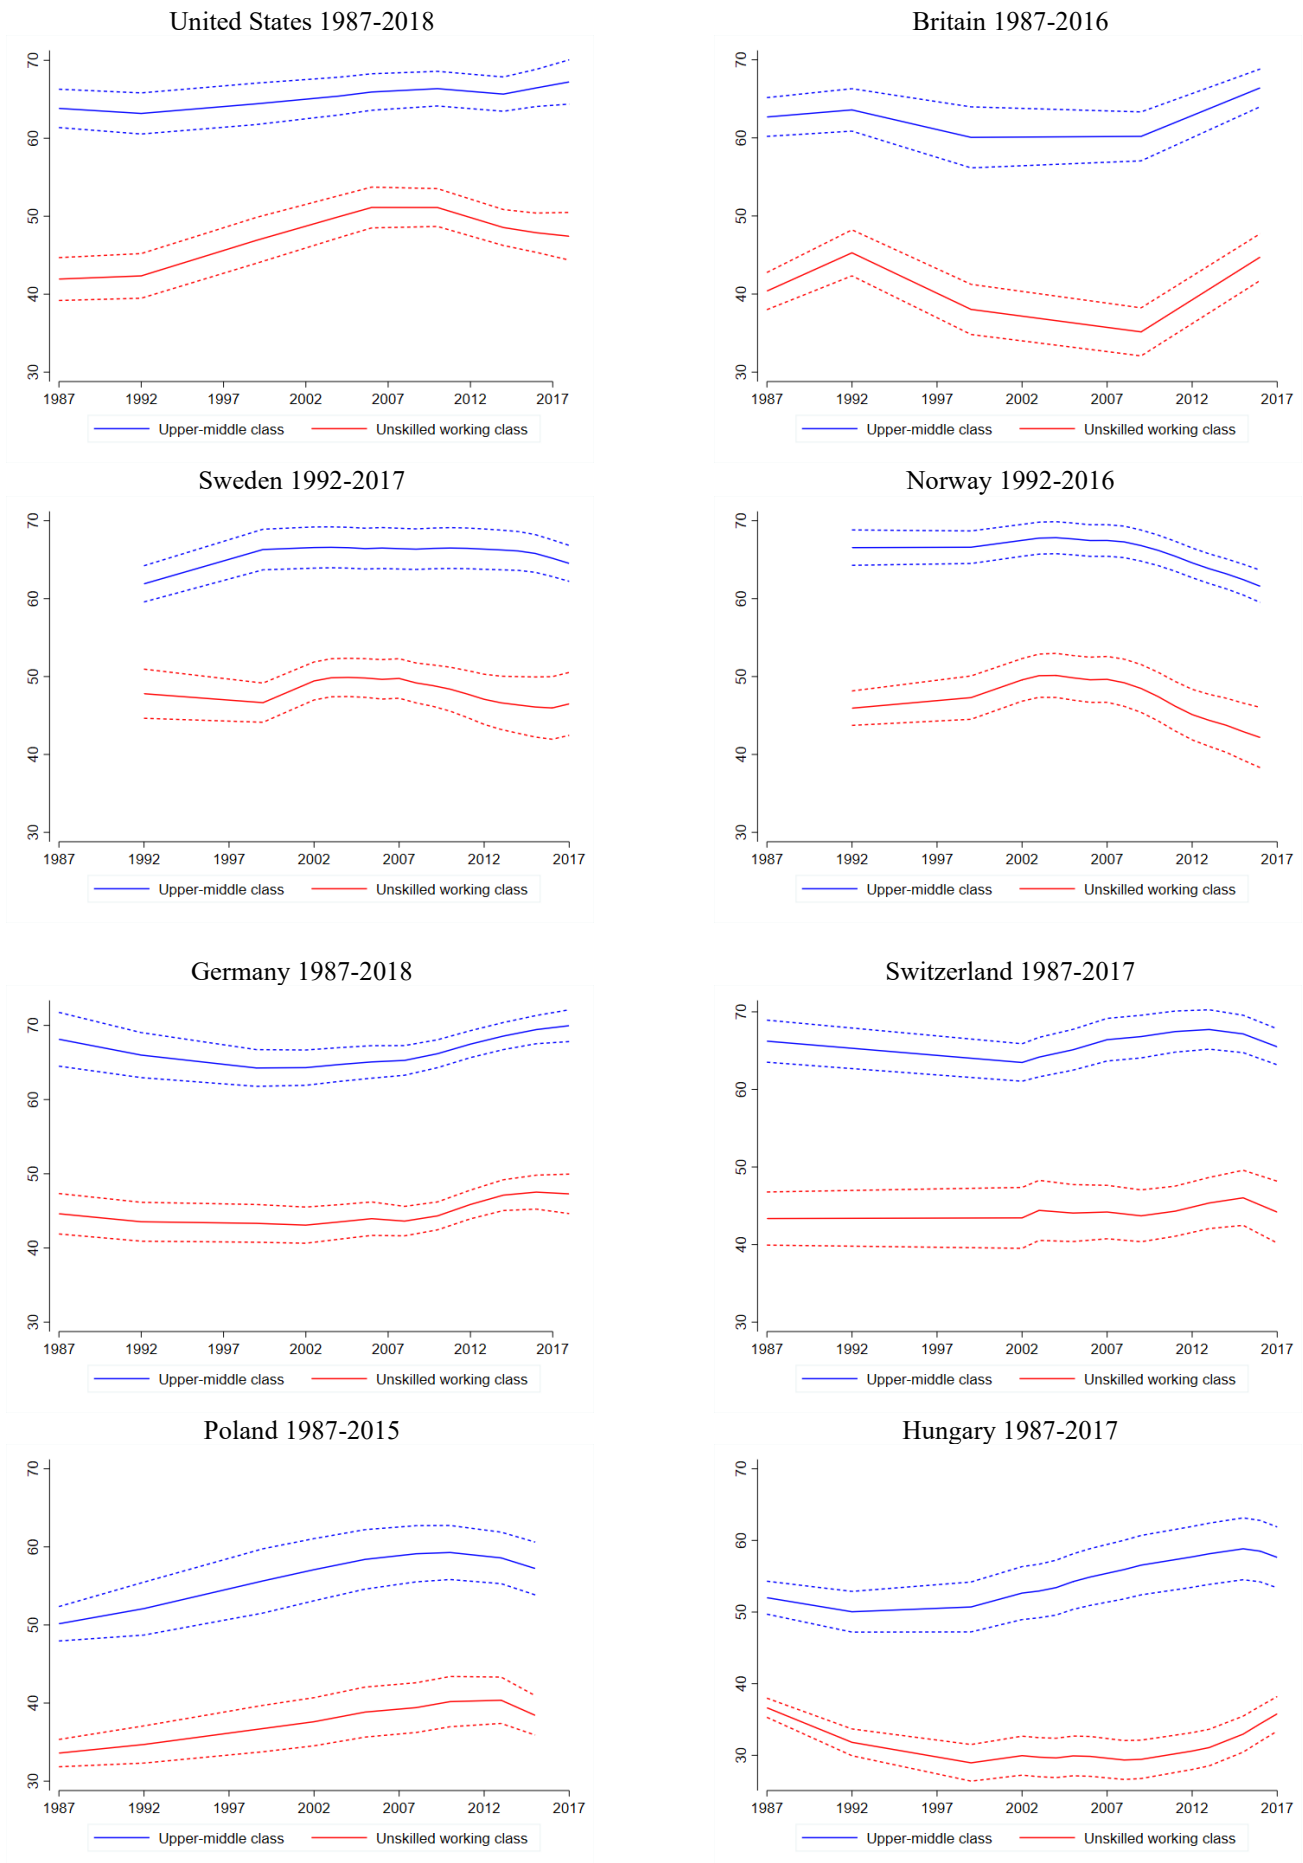 United States 1987-2018
70
60
50
40
30
1987 1992 1997 2002 2007 2012 2017
Upper-middle class Unskilled working class
Britain 1987-2016
70
60
50
40
30
1987 1992 1997 2002 2007 2012 2017
Upper-middle class Unskilled working class
Sweden 1992-2017
70
60
50
40
30
1987 1992 1997 2002 2007 2012 2017
Upper-middle class Unskilled working class
Norway 1992-2016
70
60
50
40
30
1987 1992 1997 2002 2007 2012 2017
Upper-middle class Unskilled working class
Germany 1987-2018
70
60
50
40
30
1987 1992 1997 2002 2007 2012 2017
Upper-middle class Unskilled working class
Switzerland 1987-2017
70
60
50
40
30
1987 1992 1997 2002 2007 2012 2017
Upper-middle class Unskilled working class
Poland 1987-2015
70
60
50
40
30
1987 1992 1997 2002 2007 2012 2017
Upper-middle class Unskilled working class
Hungary 1987-2017
70
60
50
40
30
1987 1992 1997 2002 2007 2012 2017
Upper-middle class Unskilled working class